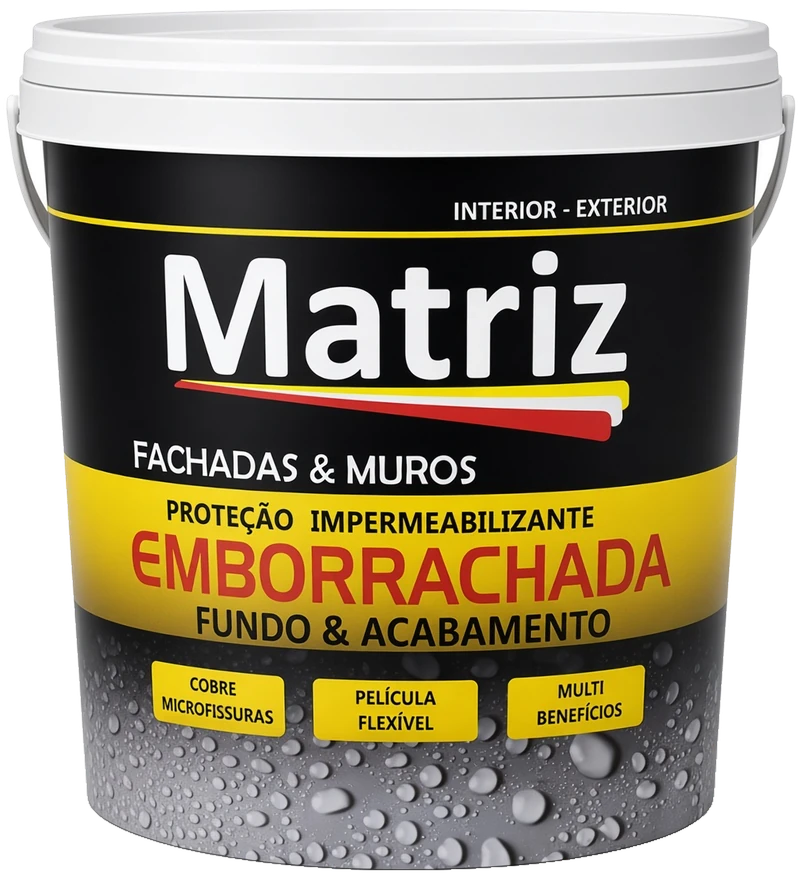 INTERIOR - EXTERIOR
Matriz
FACHADAS & MUROS
PROTEÇÃO IMPERMEABILIZANTE
EMBORRACHADA
FUNDO & ACABAMENTO
COBRE
MICROFISSURAS
PELÍCULA
FLEXÍVEL
MULTI
BENEFÍCIOS